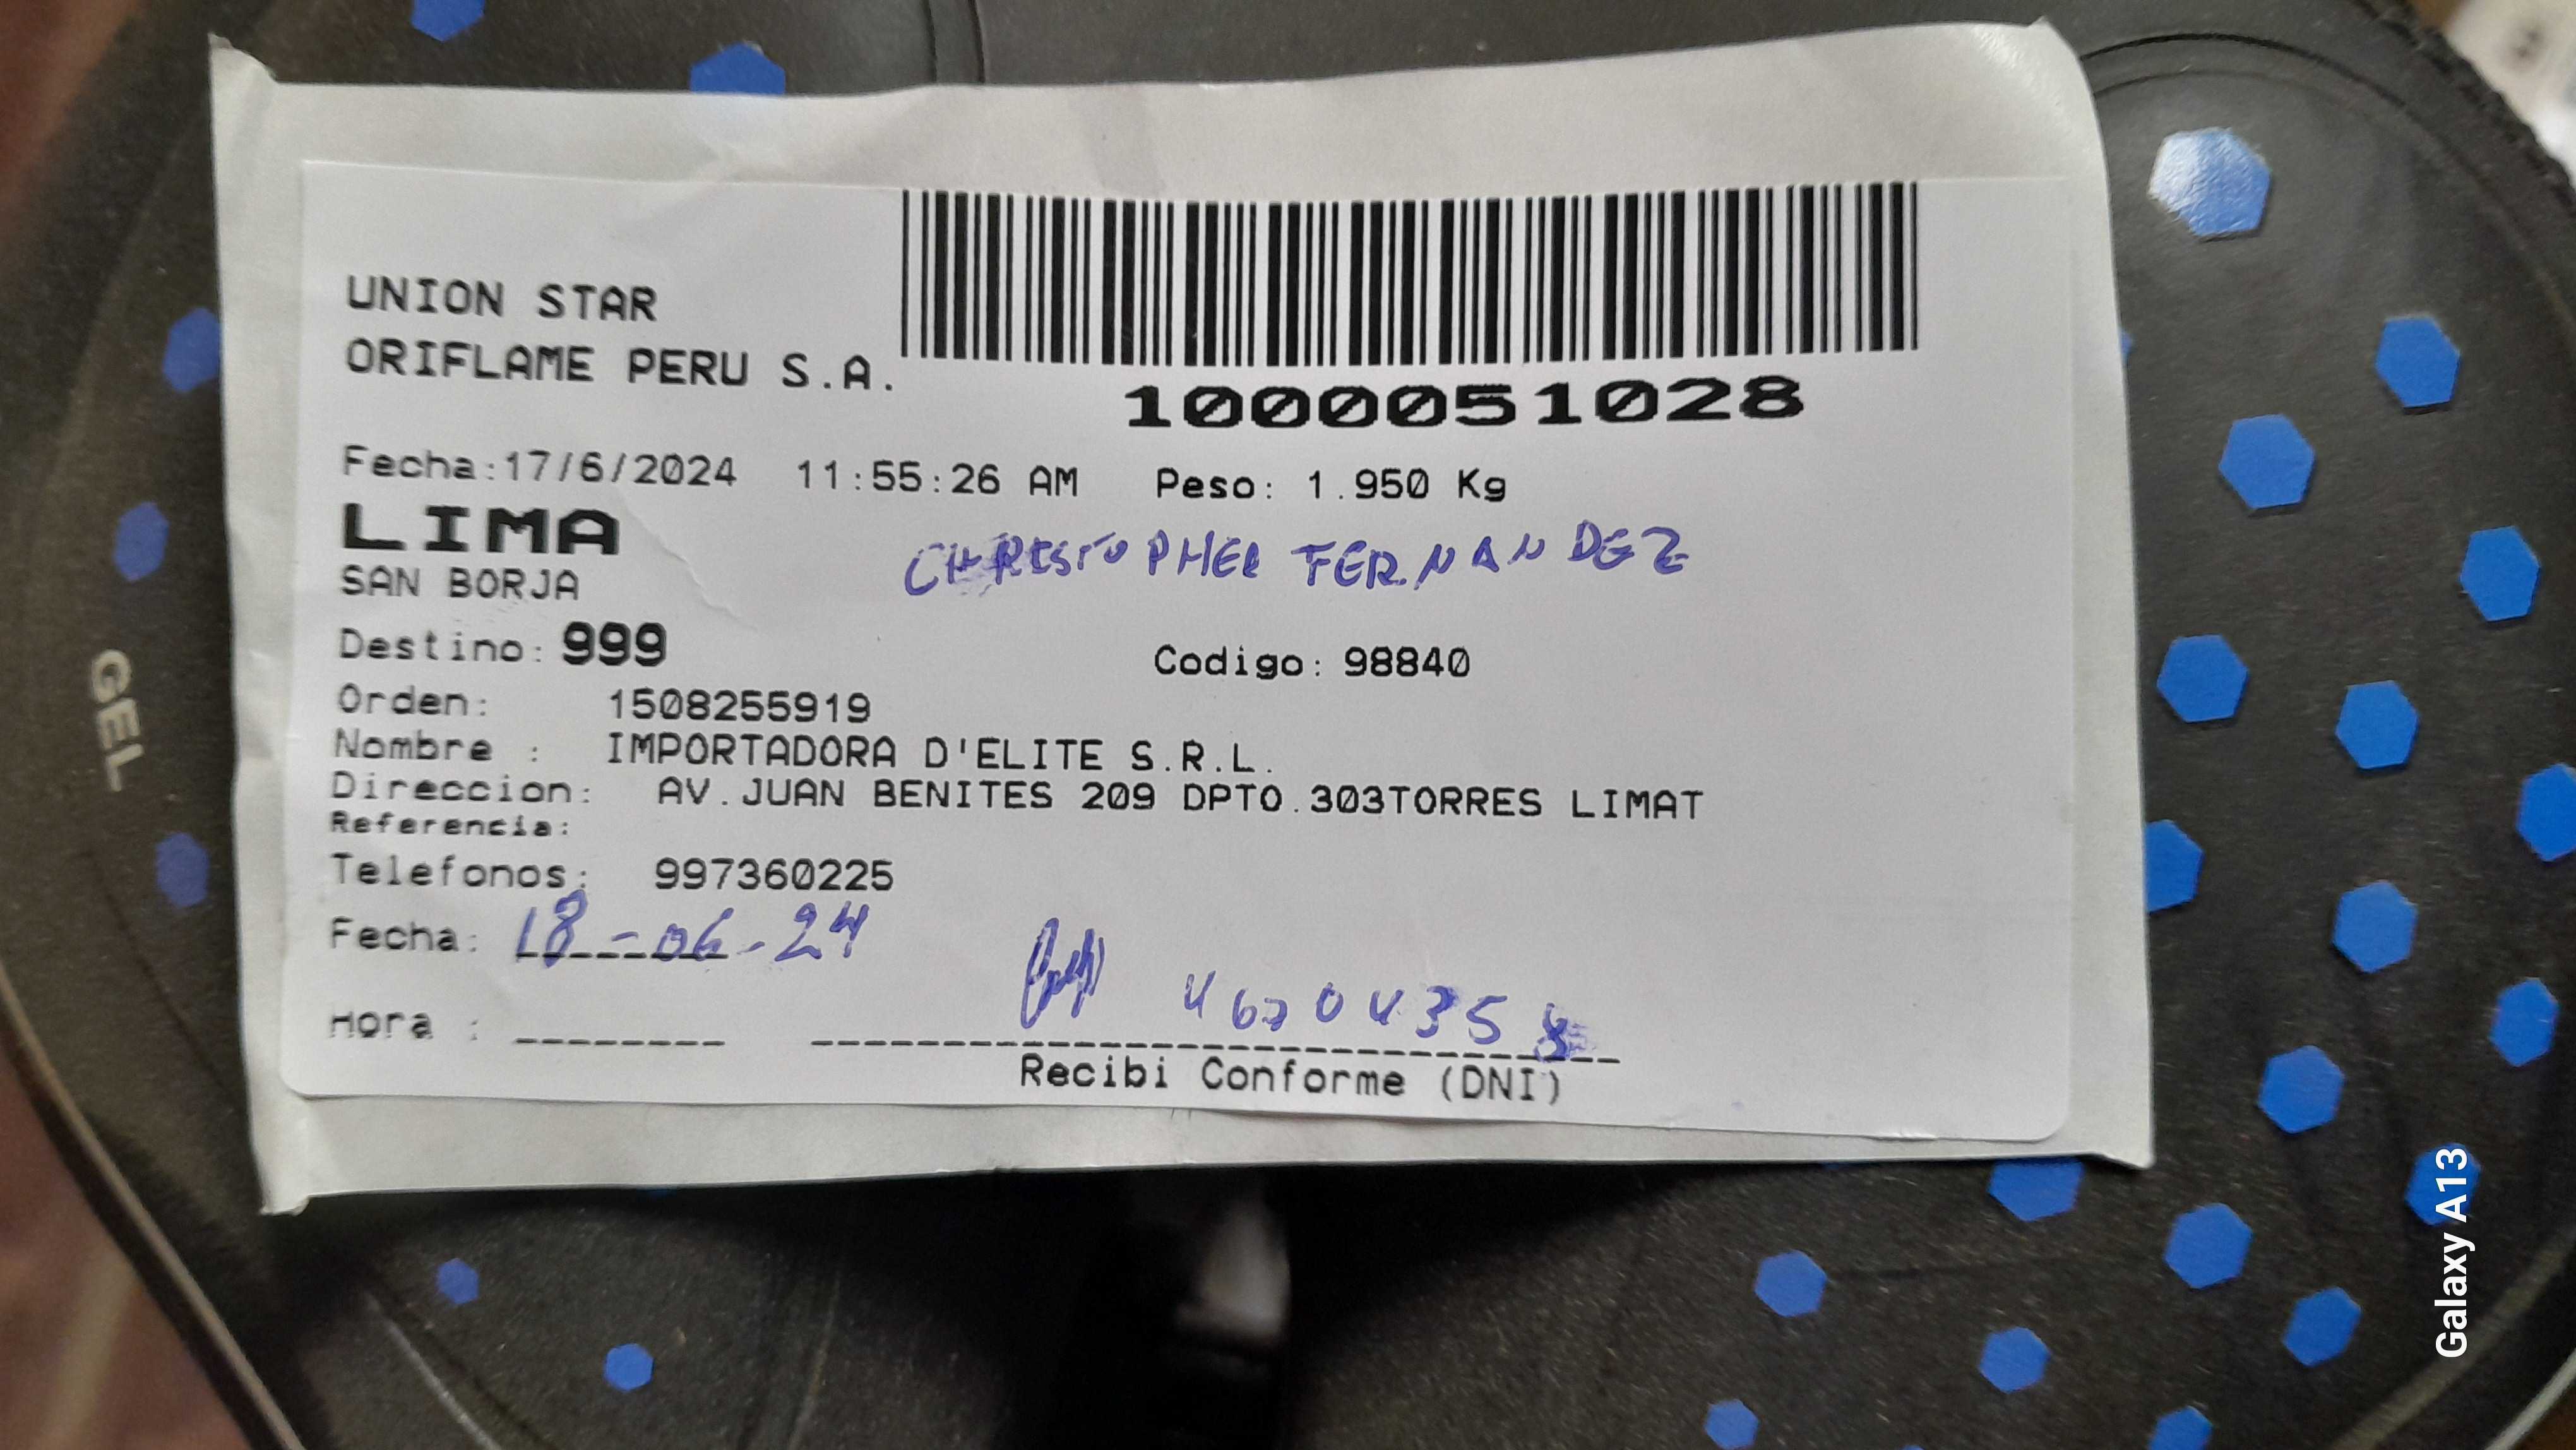 UNION STAR
ORIFLAME PERU S.A.
1000051028
Fecha:17/6/2024 11:55:26 AM Peso: 1.950 Kg
LIMA
CHRISTOPHER FERNANDEZ
SAN BORJA
Destino: 999 Codigo: 98840
Orden: 1508255919
Nombre : IMPORTADORA D'ELITE S.R.L.
Direccion: AV.JUAN BENITES 209 DPTO.303TORRES LIMAT
Referencia:
Telefonos: 997360225
Fecha: 18-06-24
Hora :
Recibi Conforme (DNI)
GEL
Galaxy A13